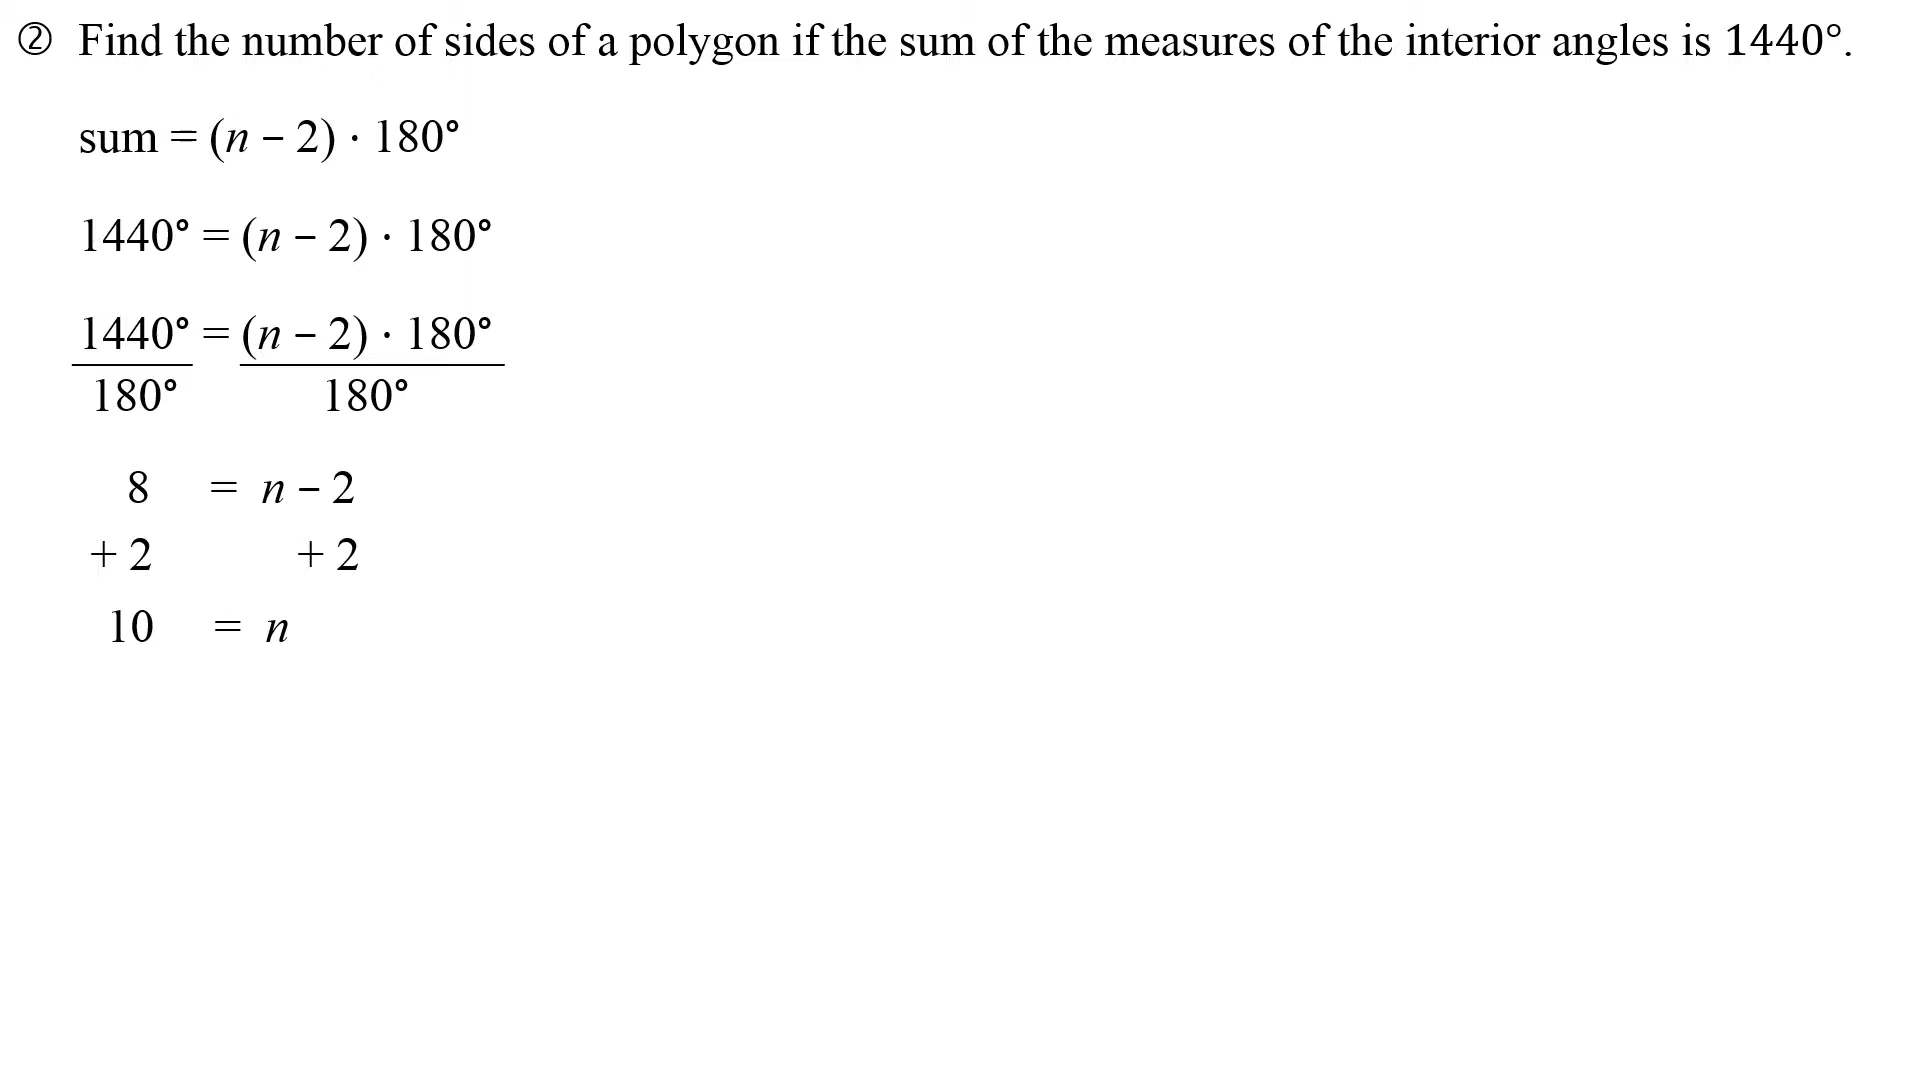 ② Find the number of sides of a polygon if the sum of the measures of the interior angles is 1440°.
sum = (n – 2) · 180°
1440° = (n – 2) · 180°
1440° = (n – 2) · 180°
180° 180°
8 = n – 2
+ 2 + 2
10 = n